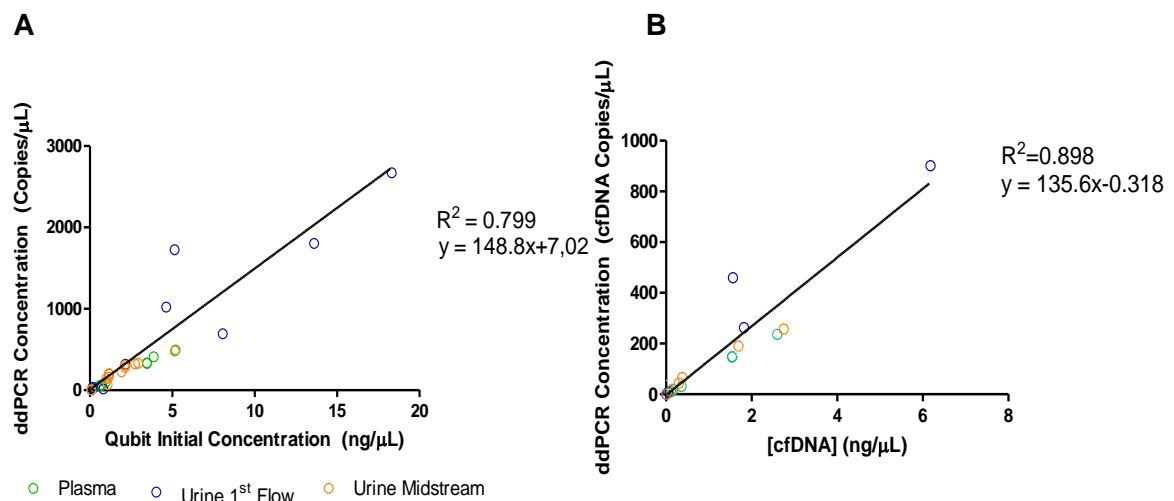 A
B
ddPCR Concentration (Copies/μL)
3000
2000
1000
0
0 5 10 15 20
Qubit Initial Concentration (ng/μL)
R² = 0.799
y = 148.8x+7,02
ddPCR Concentration (cfDNA Copies/μL)
1000
800
600
400
200
0
0 2 4 6 8
[cfDNA] (ng/μL)
R²=0.898
y = 135.6x-0.318
Plasma Urine 1st Flow Urine Midstream